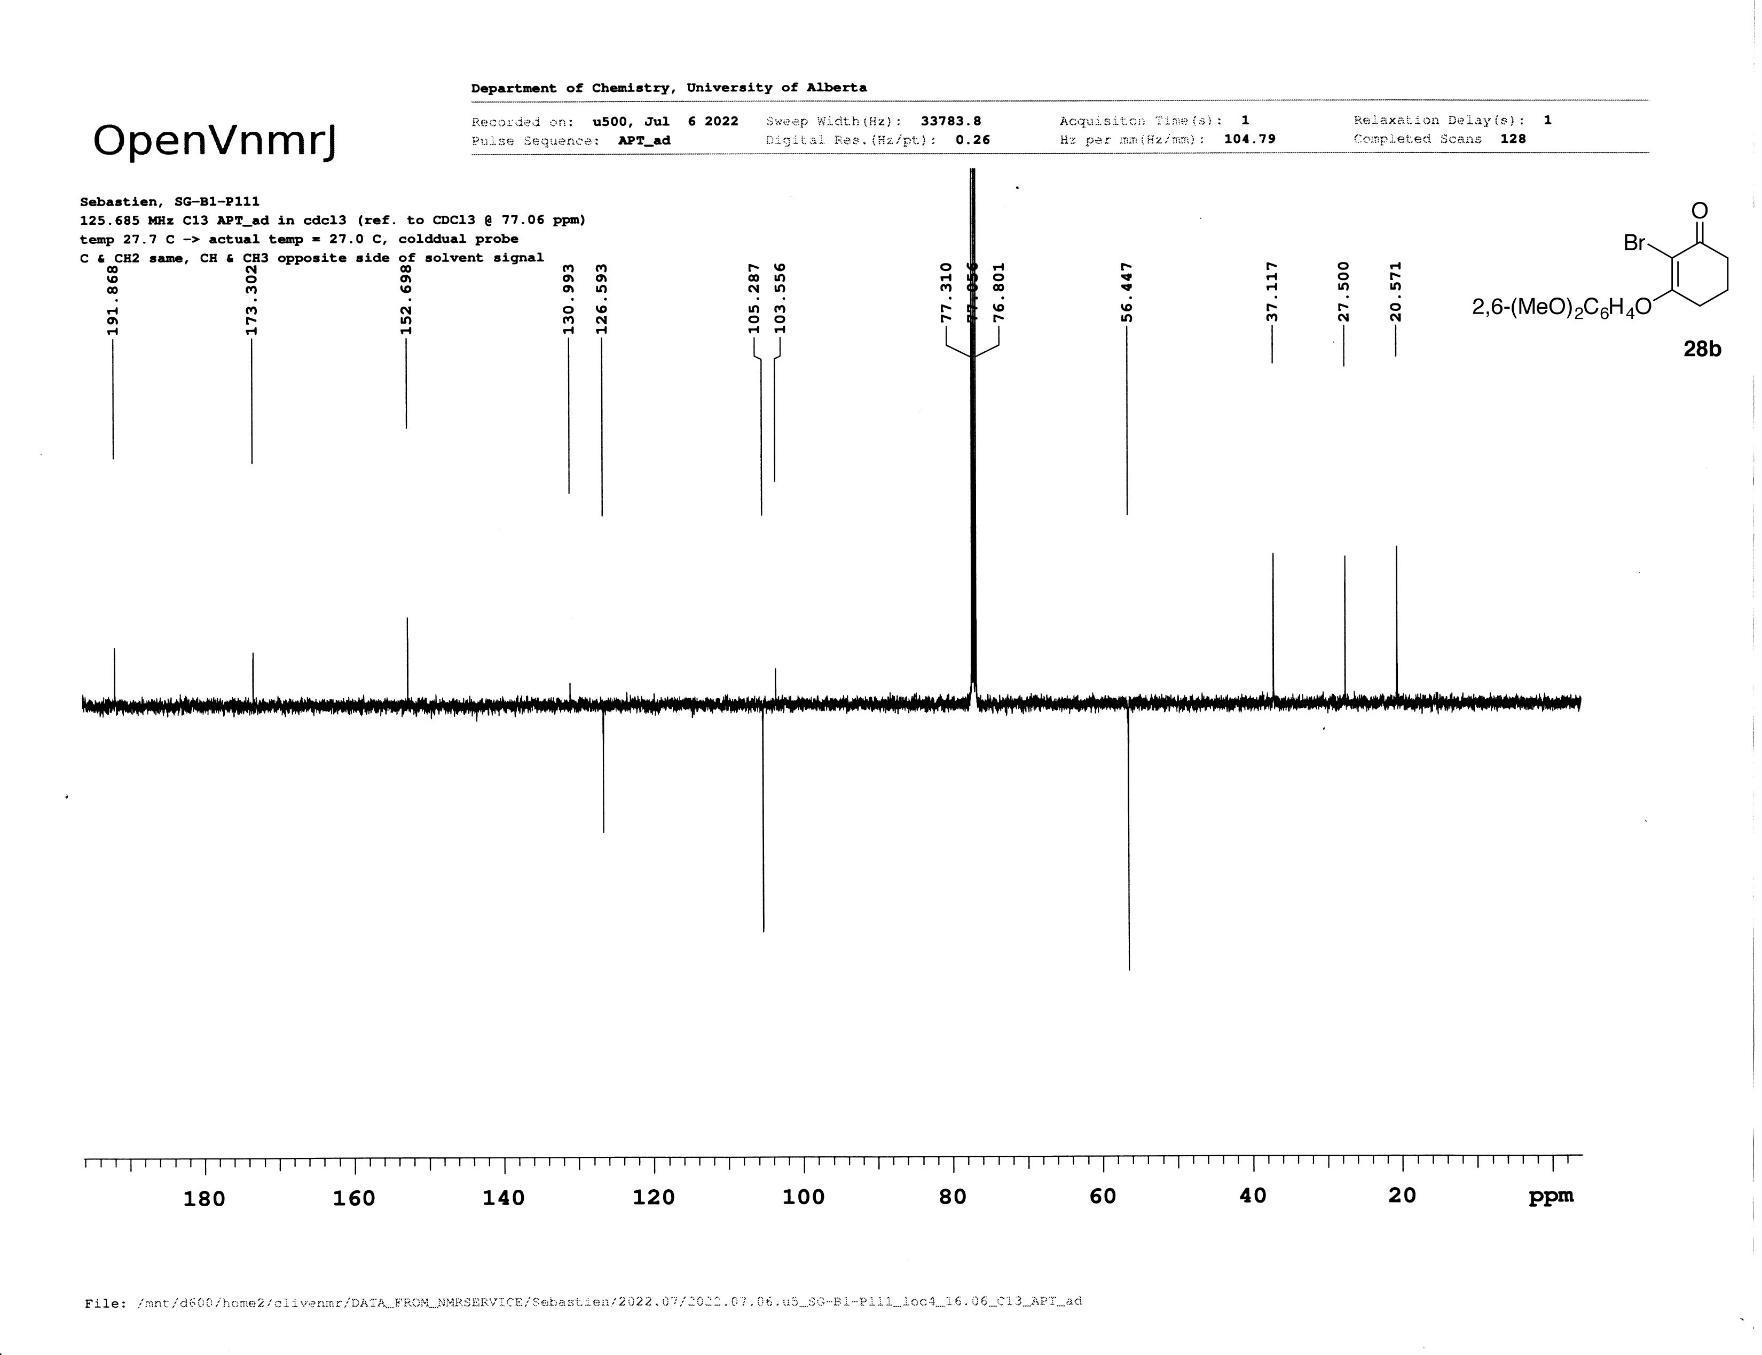 Department of Chemistry, University of Alberta
OpenVnmrJ
Recorded on: u500, Jul 6 2022 Sweep Width(Hz): 33783.8 Acquisiton Time(s): 1 Relaxation Delay(s): 1
Pulse Sequence: APT_ad Digital Res.(Hz/pt): 0.26 Hz per mm(Hz/mm): 104.79 Completed Scans 128
Sebastien, SG-B1-P111
125.685 MHz C13 APT_ad in cdcl3 (ref. to CDCl3 @ 77.06 ppm)
temp 27.7 C -> actual temp = 27.0 C, colddual probe
C & CH2 same, CH & CH3 opposite side of solvent signal
191.868
173.302
152.698
130.993
126.593
105.287
103.556
77.310
77.056
76.801
56.447
37.117
27.500
20.571
O
Br
2,6-(MeO)2C6H4O
28b
180 160 140 120 100 80 60 40 20 ppm
File: /mnt/d600/home2/clivenmr/DATA_FROM_NMRSERVICE/Sebastien/2022.07/2022.07.06.u5_SG-B1-P111_loc4_16.06_C13_APT_ad